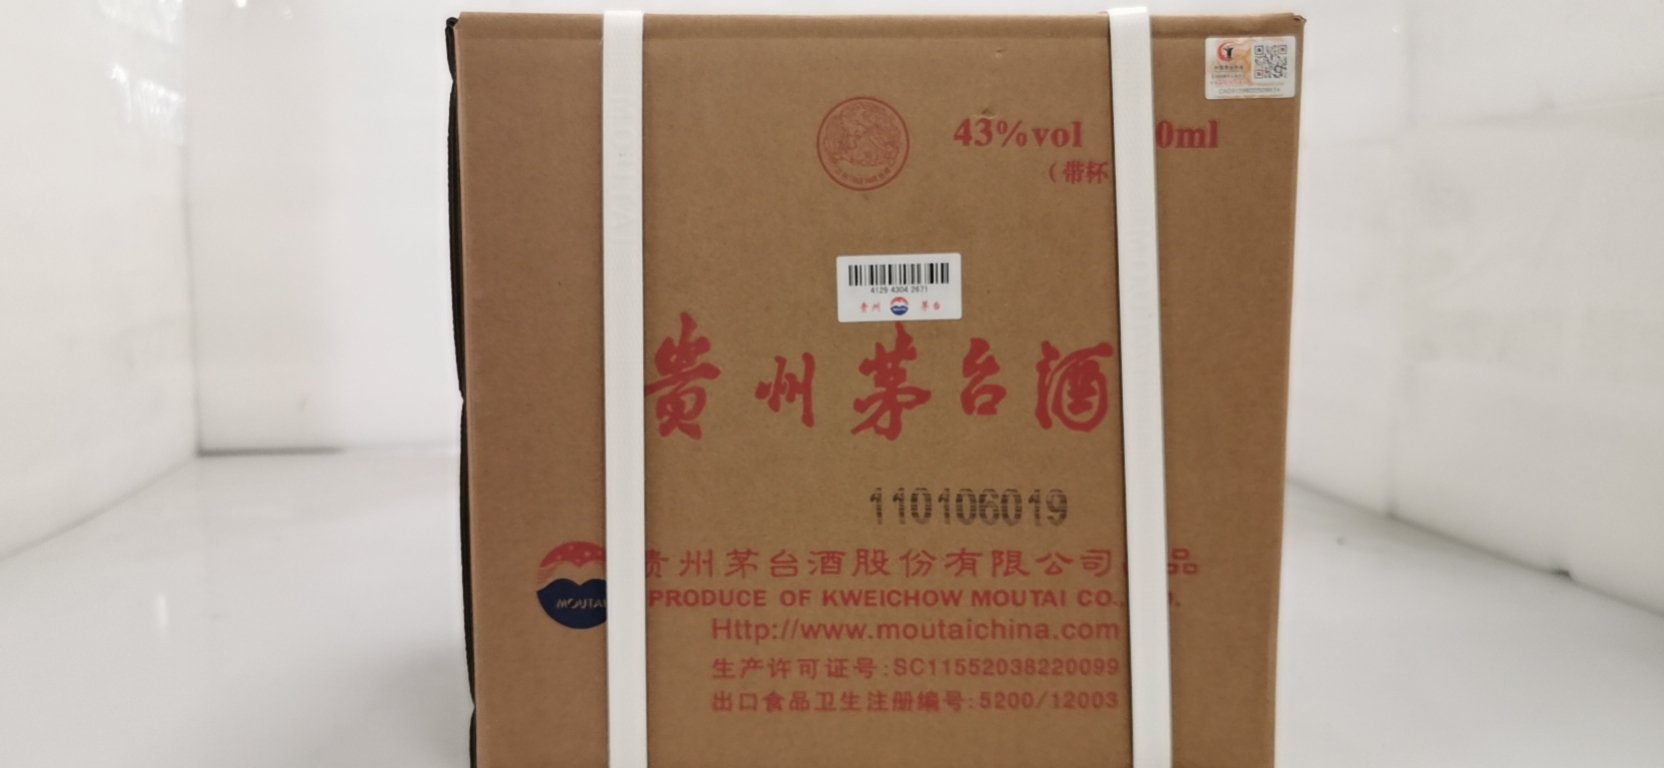 43%vol 0ml
（带杯
4129 4304 2671
贵州 茅台
贵州茅台酒
110106019
MOUTAI
贵州茅台酒股份有限公司 品
PRODUCE OF KWEICHOW MOUTAI CO.,
Http://www.moutaichina.com
生产许可证号:SC11552038220099
出口食品卫生注册编号:5200/12003